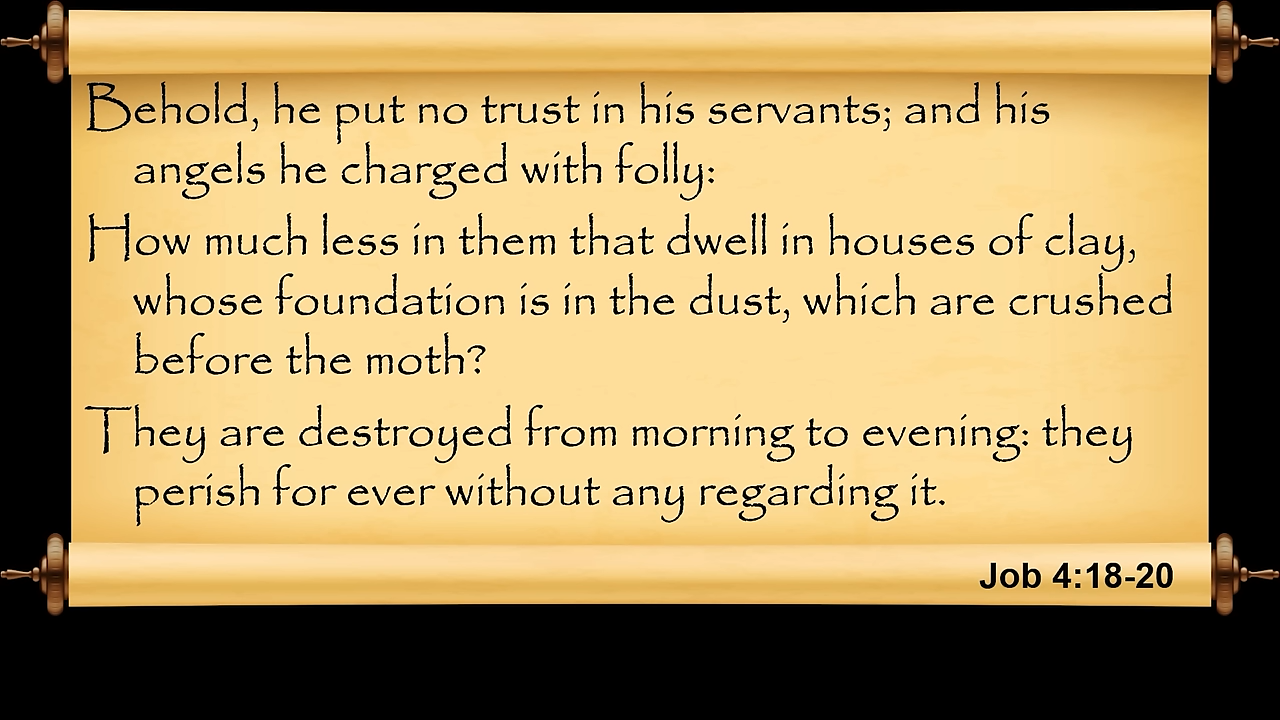 Behold, he put no trust in his servants; and his
angels he charged with folly:
How much less in them that dwell in houses of clay,
whose foundation is in the dust, which are crushed
before the moth?
They are destroyed from morning to evening: they
perish for ever without any regarding it.
Job 4:18-20